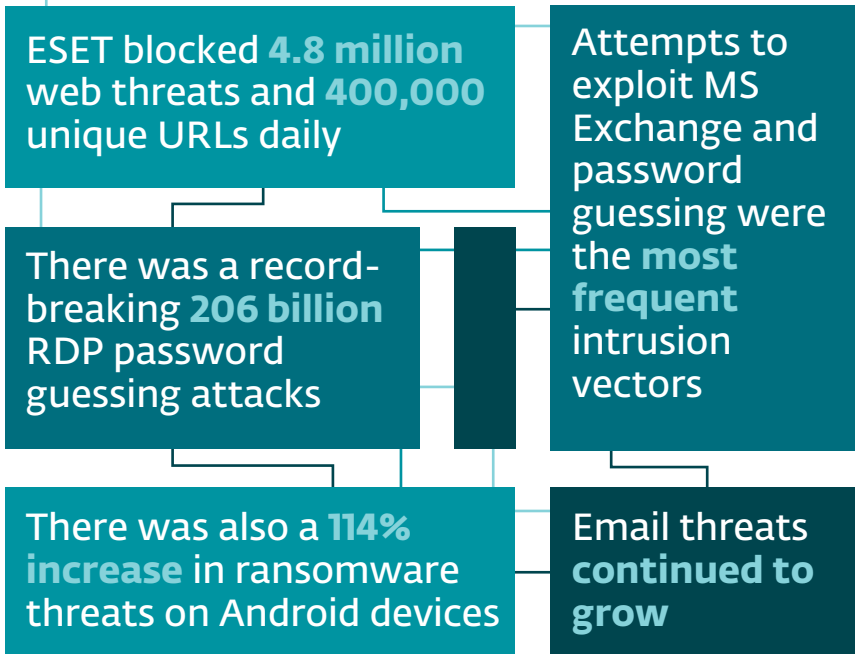 ESET blocked 4.8 million
web threats and 400,000
unique URLs daily
Attempts to
exploit MS
Exchange and
password
guessing were
the most
frequent
intrusion
vectors
There was a record-
breaking 206 billion
RDP password
guessing attacks
There was also a 114%
increase in ransomware
threats on Android devices
Email threats
continued to
grow